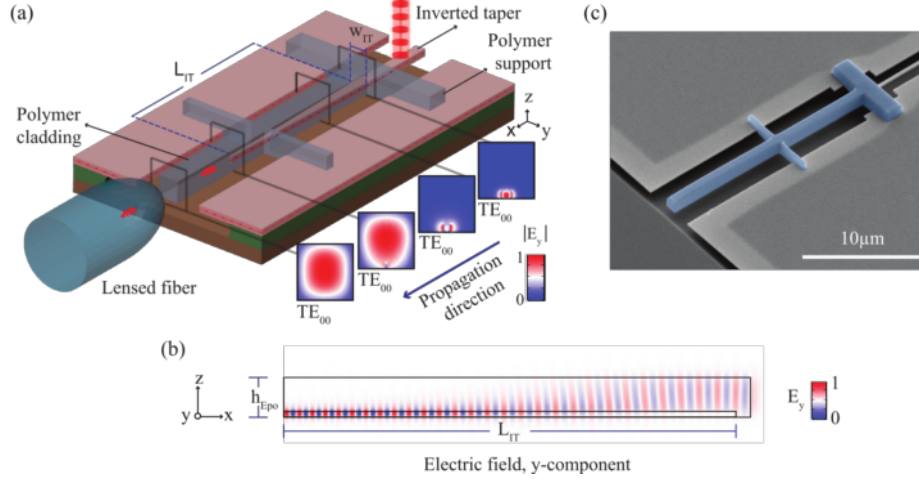 (a)
Inverted taper
w_IT
L_IT
Polymer
support
Polymer
cladding
z
x y
TE_00
TE_00
TE_00
TE_00
|E_y|
1
0
Propagation
direction
Lensed fiber
(c)
10μm
(b)
z
y x
h_Epo
L_IT
E_y
1
0
Electric field, y-component